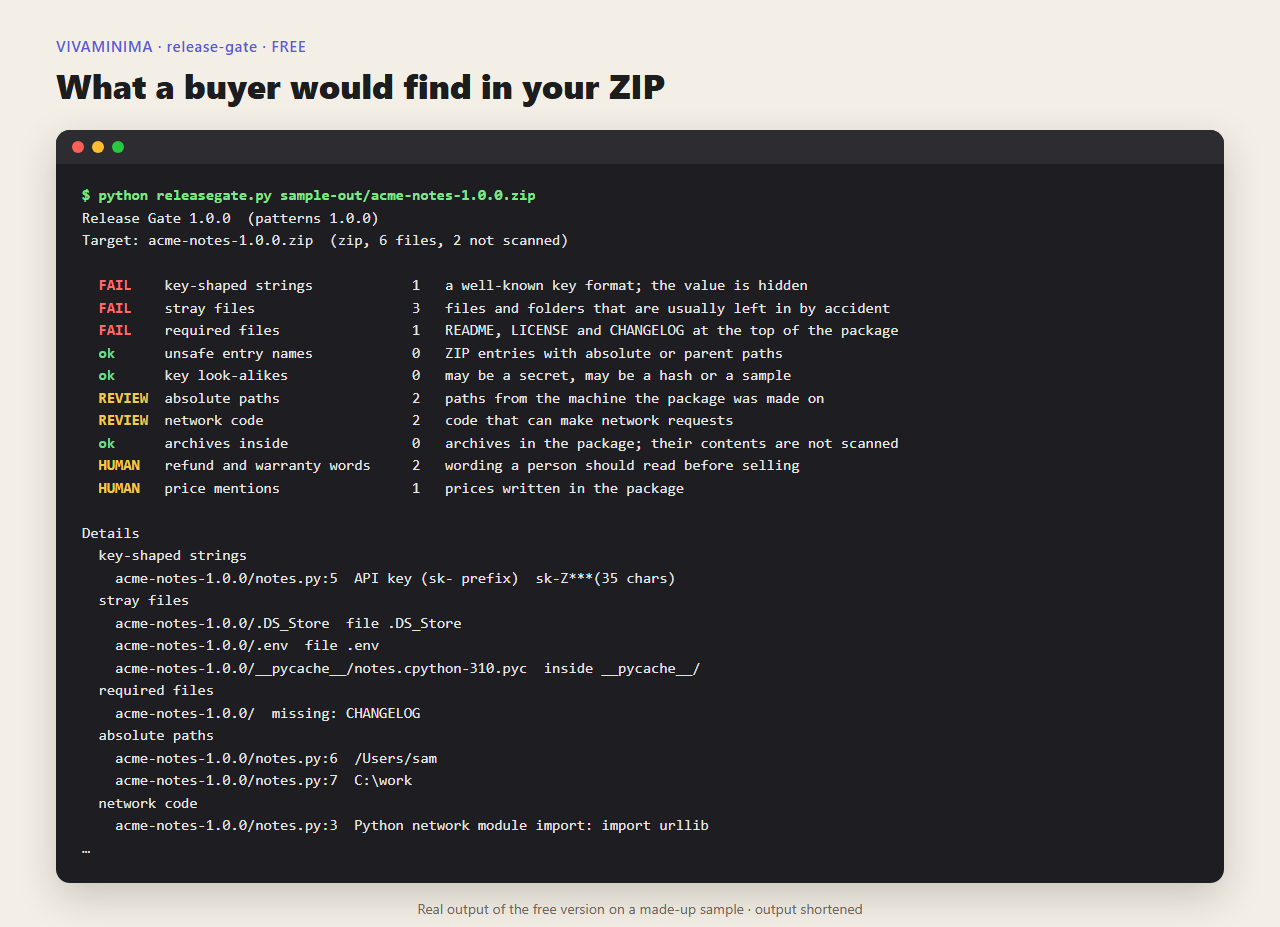 VIVAMINIMA · release-gate · FREE
What a buyer would find in your ZIP
$ python releasegate.py sample-out/acme-notes-1.0.0.zip
Release Gate 1.0.0  (patterns 1.0.0)
Target: acme-notes-1.0.0.zip  (zip, 6 files, 2 not scanned)
FAIL    key-shaped strings            1   a well-known key format; the value is hidden
FAIL    stray files                   3   files and folders that are usually left in by accident
FAIL    required files                1   README, LICENSE and CHANGELOG at the top of the package
ok      unsafe entry names            0   ZIP entries with absolute or parent paths
ok      key look-alikes               0   may be a secret, may be a hash or a sample
REVIEW  absolute paths                2   paths from the machine the package was made on
REVIEW  network code                  2   code that can make network requests
ok      archives inside               0   archives in the package; their contents are not scanned
HUMAN   refund and warranty words     2   wording a person should read before selling
HUMAN   price mentions                1   prices written in the package
Details
key-shaped strings
acme-notes-1.0.0/notes.py:5  API key (sk- prefix)  sk-Z***(35 chars)
stray files
acme-notes-1.0.0/.DS_Store  file .DS_Store
acme-notes-1.0.0/.env  file .env
acme-notes-1.0.0/__pycache__/notes.cpython-310.pyc  inside __pycache__/
required files
acme-notes-1.0.0/  missing: CHANGELOG
absolute paths
acme-notes-1.0.0/notes.py:6  /Users/sam
acme-notes-1.0.0/notes.py:7  C:\work
network code
acme-notes-1.0.0/notes.py:3  Python network module import: import urllib
…
Real output of the free version on a made-up sample · output shortened